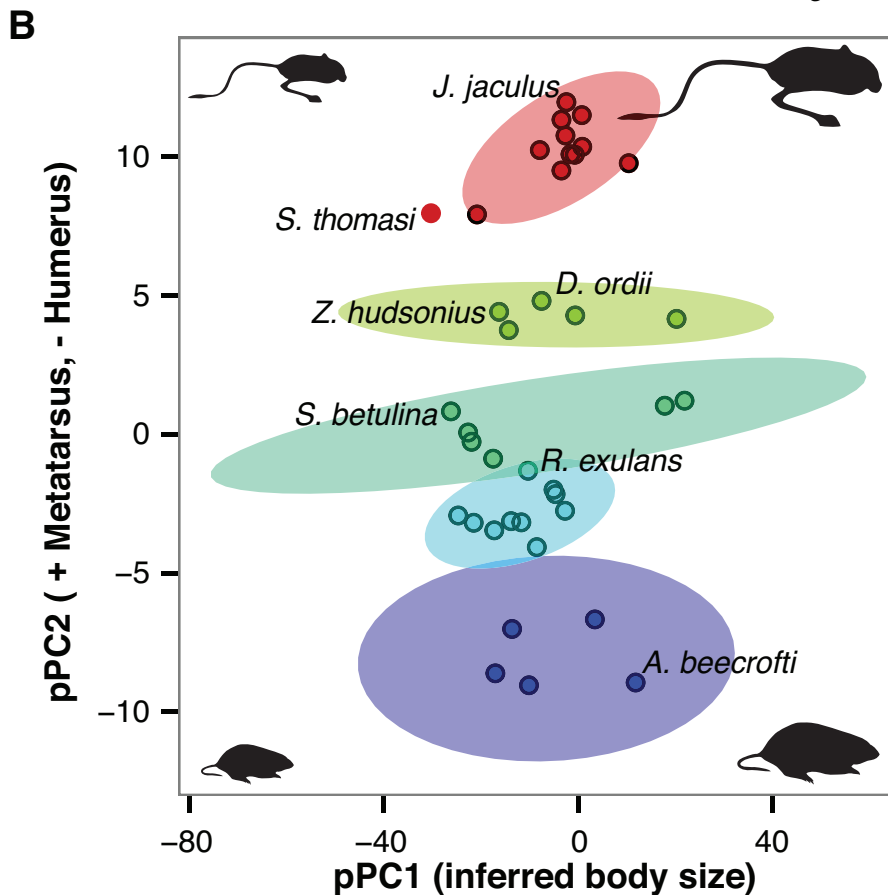 B
J. jaculus
10
S. thomasi
5
D. ordii
Z. hudsonius
S. betulina
0
R. exulans
−5
A. beecrofti
−10
pPC2 ( + Metatarsus, - Humerus)
−80
−40
0
40
pPC1 (inferred body size)